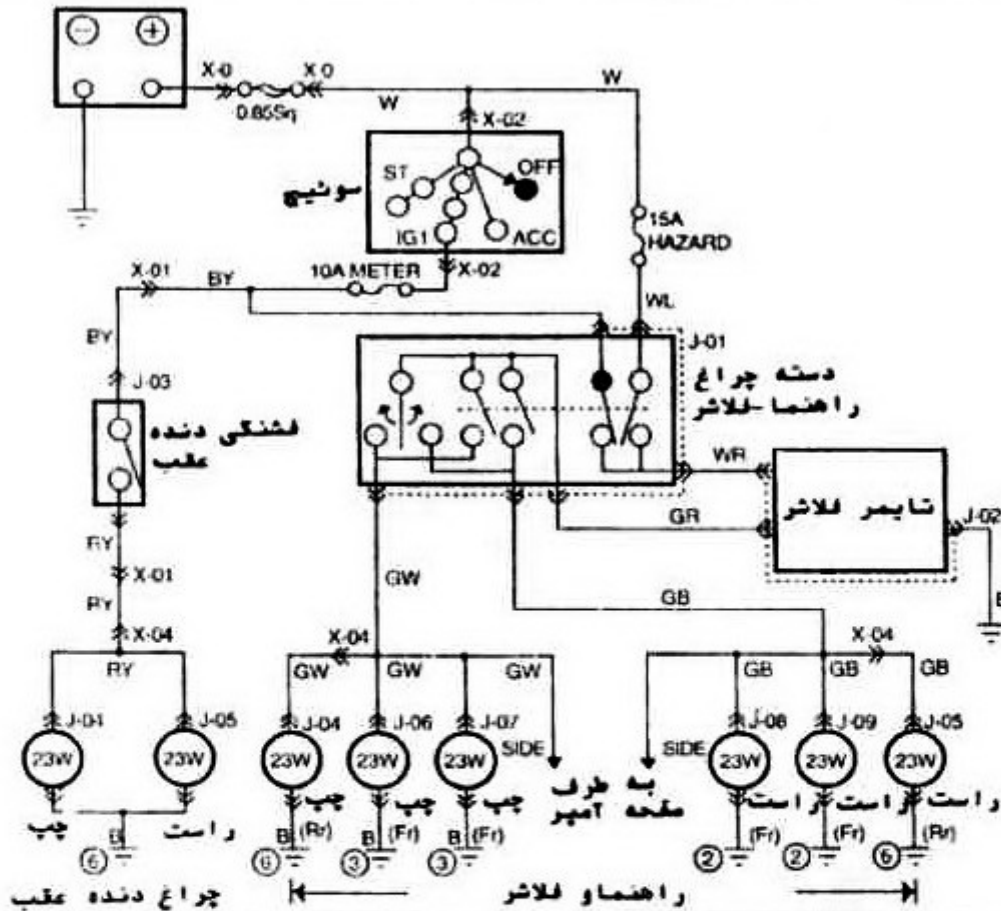 ⊖ ⊕
X-0 X0 W
0.85Sq W X-02
سوئیچ ST OFF
IG1 ACC
15A
HAZARD
X-01 BY 10A METER X-02
WL
BY J-01
J-03 دسته چراغ
راهنما-فلاشر
فشنگی دنده
عقب
WR
تایمر فلاشر
GR J-02
RY
X-01
GW
RY GB B
X-04 X-04 X-04
RY GW GW GW GB GB GB
J-04 J-05 J-04 J-06 J-07 J-08 J-09 J-05
SIDE SIDE
23W 23W 23W 23W 23W 23W 23W 23W
به طرف
صفحه آمپر
چپ راست چپ چپ چپ راست راست راست
B B (Rr) B (Fr) B (Fr) (Fr) (Fr) (Rr)
6 6 3 3 2 2 6
چراغ دنده عقب راهنماو فلاشر